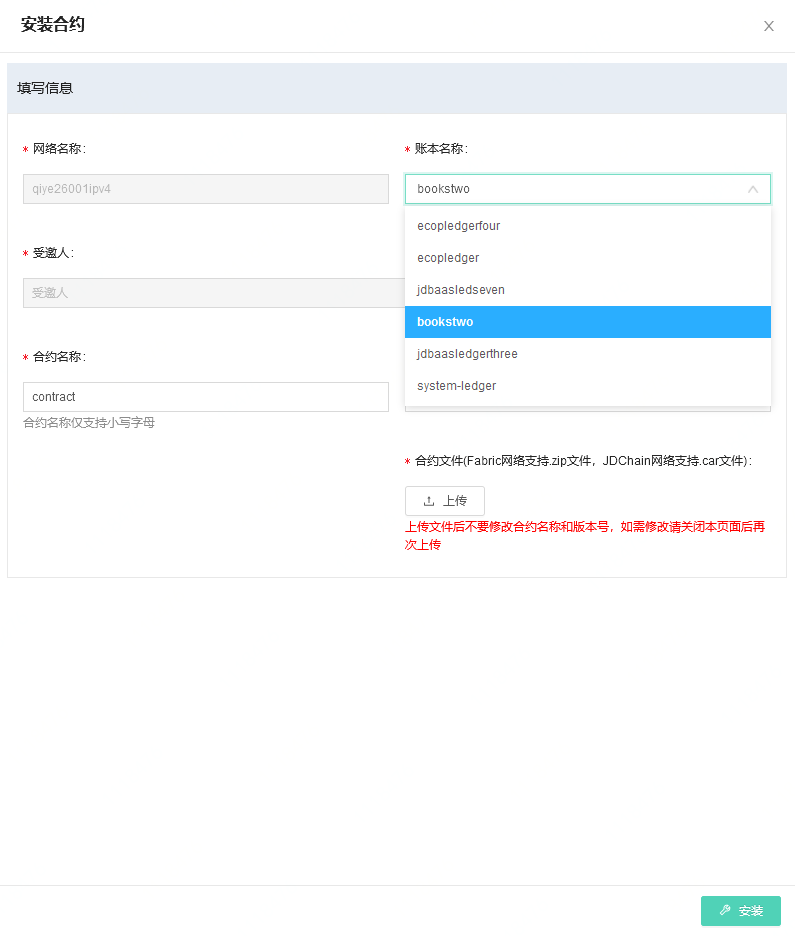 安装合约
填写信息
* 网络名称:
* 账本名称:
qiye26001ipv4
bookstwo
ecopledgerfour
ecopledger
jdbaasledseven
bookstwo
jdbaasledgerthree
system-ledger
* 受邀人:
受邀人
* 合约名称:
contract
合约名称仅支持小写字母
* 合约文件(Fabric网络支持.zip文件，JDChain网络支持.car文件):
上传
上传文件后不要修改合约名称和版本号，如需修改请关闭本页面后再
次上传
安装